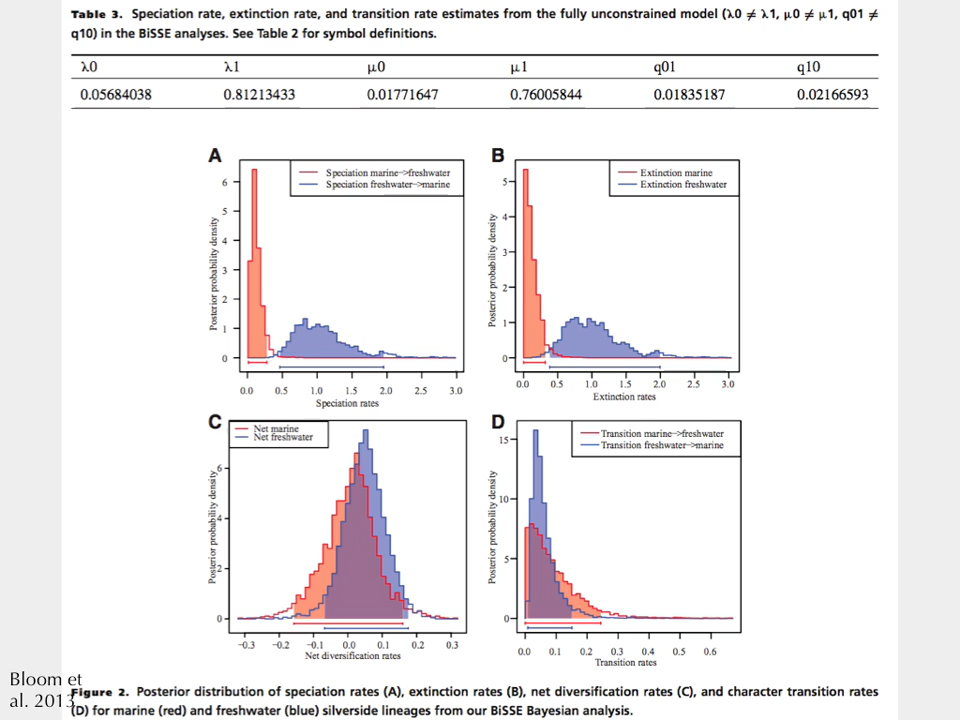 Table 3. Speciation rate, extinction rate, and transition rate estimates from the fully unconstrained model (λ0 ≠ λ1, μ0 ≠ μ1, q01 ≠
q10) in the BiSSE analyses. See Table 2 for symbol definitions.
λ0 λ1 μ0 μ1 q01 q10
0.05684038 0.81213433 0.01771647 0.76005844 0.01835187 0.02166593
A
Speciation marine->freshwater
Speciation freshwater->marine
Posterior probability density
6
5
4
3
2
1
0
0.0 0.5 1.0 1.5 2.0 2.5 3.0
Speciation rates
B
Extinction marine
Extinction freshwater
Posterior probability density
5
4
3
2
1
0
0.0 0.5 1.0 1.5 2.0 2.5 3.0
Extinction rates
C
Net marine
Net freshwater
Posterior probability density
6
4
2
0
-0.3 -0.2 -0.1 0.0 0.1 0.2 0.3
Net diversification rates
D
Transition marine->freshwater
Transition freshwater->marine
Posterior probability density
15
10
5
0
0.0 0.1 0.2 0.3 0.4 0.5 0.6
Transition rates
Bloom et
al. 2013
Figure 2. Posterior distribution of speciation rates (A), extinction rates (B), net diversification rates (C), and character transition rates
(D) for marine (red) and freshwater (blue) silverside lineages from our BiSSE Bayesian analysis.